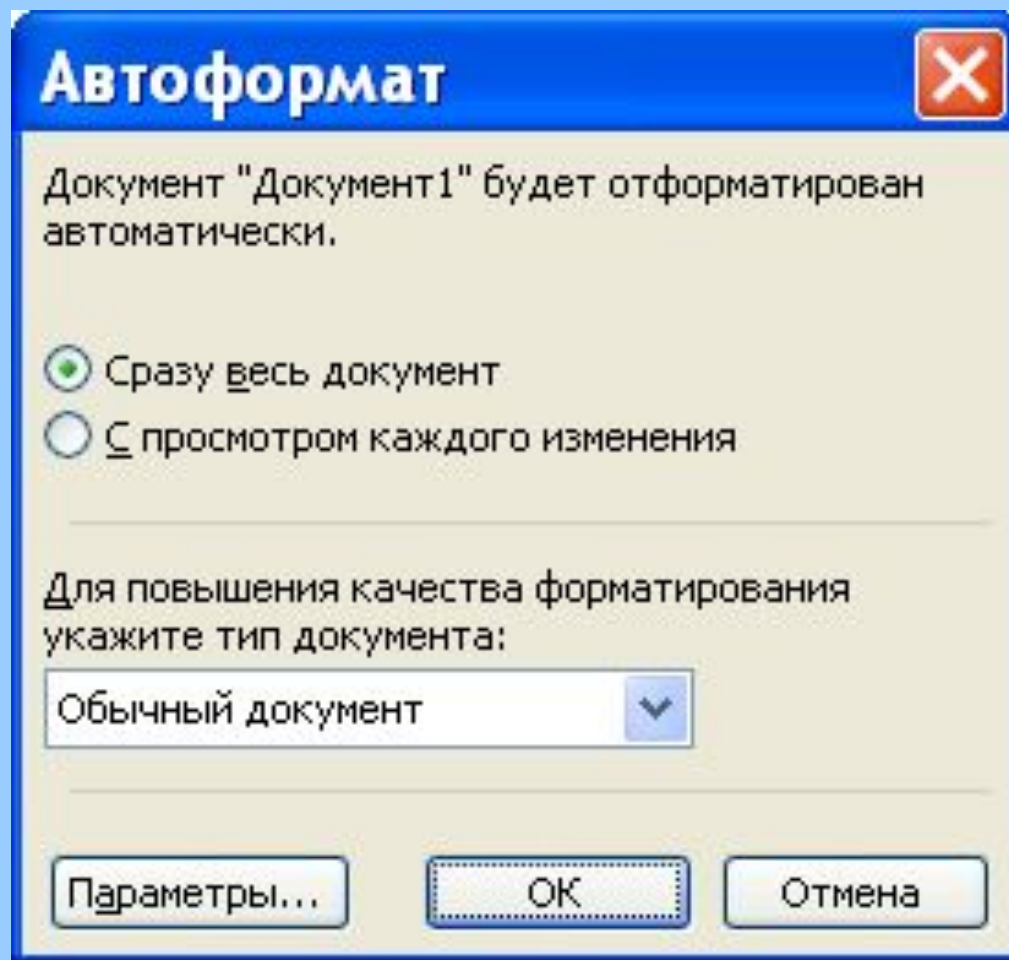 Автоформат
Документ "Документ1" будет отформатирован
автоматически.
Сразу весь документ
С просмотром каждого изменения
Для повышения качества форматирования
укажите тип документа:
Обычный документ
Параметры... ОК Отмена